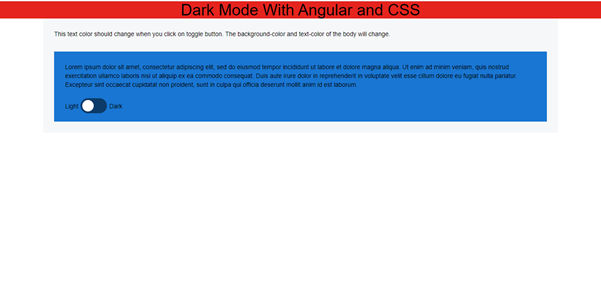 Dark Mode With Angular and CSS
This text color should change when you click on toggle button. The background-color and text-color of the body will change.
Lorem ipsum dolor sit amet, consectetur adipiscing elit, sed do eiusmod tempor incididunt ut labore et dolore magna aliqua. Ut enim ad minim veniam, quis nostrud
exercitation ullamco laboris nisi ut aliquip ex ea commodo consequat. Duis aute irure dolor in reprehenderit in voluptate velit esse cillum dolore eu fugiat nulla pariatur.
Excepteur sint occaecat cupidatat non proident, sunt in culpa qui officia deserunt mollit anim id est laborum.
Light Dark